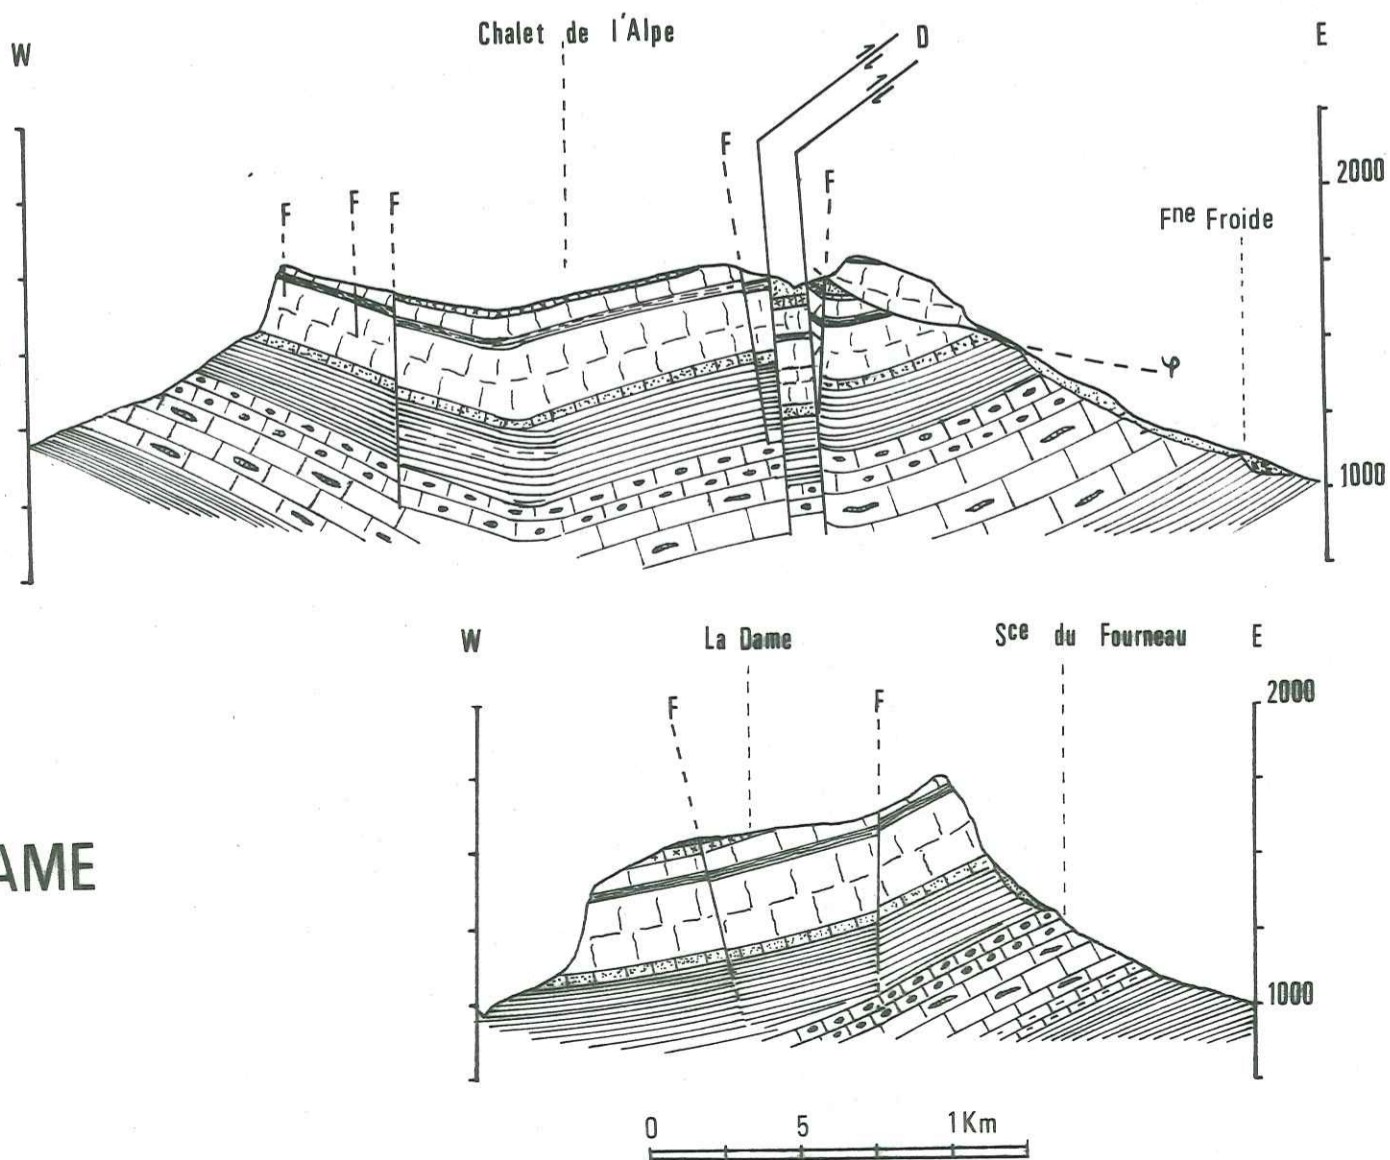 W
Chalet de l'Alpe
D
E
F
F
F
F
F
2000
Fne Froide
φ
1000
W
La Dame
Sce du Fourneau
E
F
F
2000
AME
1000
0 5 1Km